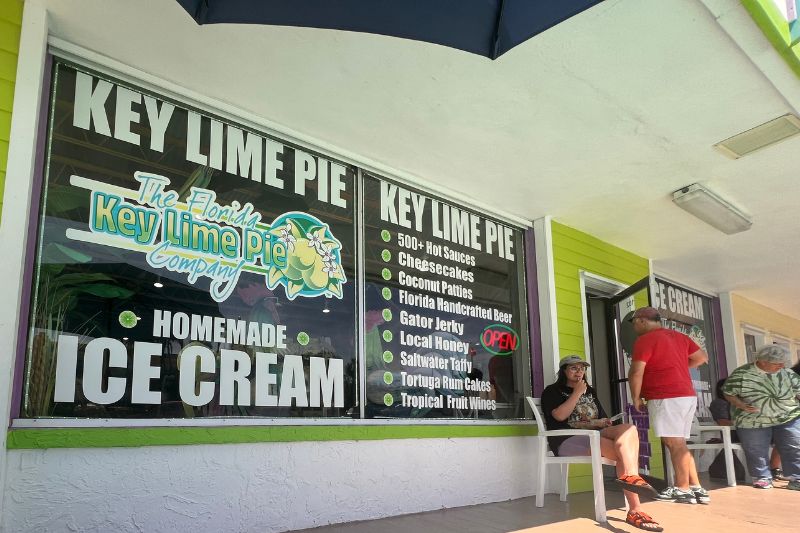 KEY LIME PIE
The Florida
Key Lime Pie
Company
HOMEMADE
ICE CREAM
KEY LIME PIE
500+ Hot Sauces
Cheesecakes
Coconut Patties
Florida Handcrafted Beer
Gator Jerky
Local Honey
Saltwater Taffy
Tortuga Rum Cakes
Tropical Fruit Wines
OPEN
ICE CREAM
The Florida